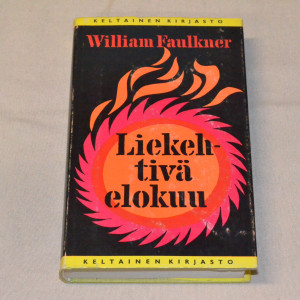 KELTAINEN KIRJASTO
William Faulkner
Liekeh-
tivä
elokuu
KELTAINEN KIRJASTO